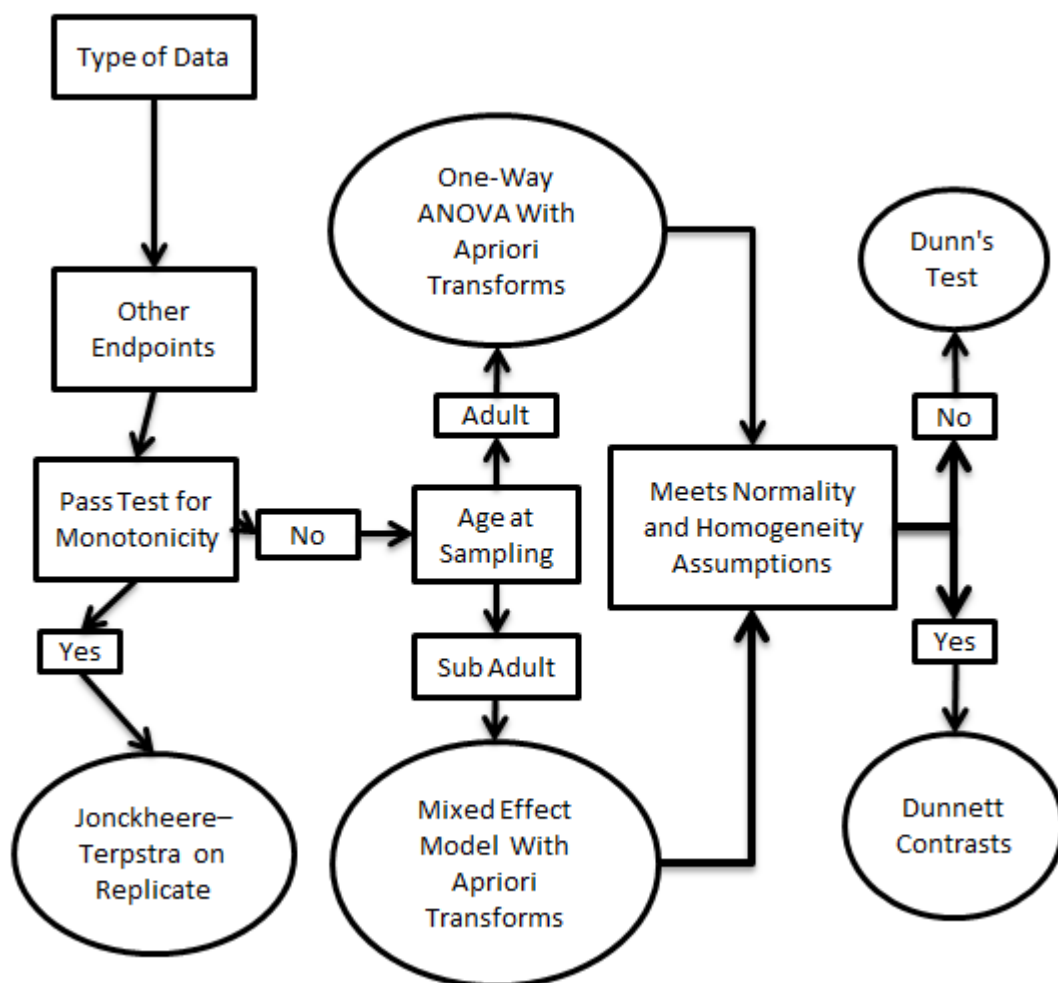 Type of Data
Other
Endpoints
Pass Test for
Monotonicity
No
Yes
Jonckheere–
Terpstra on
Replicate
One-Way
ANOVA With
Apriori
Transforms
Adult
Age at
Sampling
Sub Adult
Mixed Effect
Model With
Apriori
Transforms
Meets Normality
and Homogeneity
Assumptions
Dunn's
Test
No
Yes
Dunnett
Contrasts